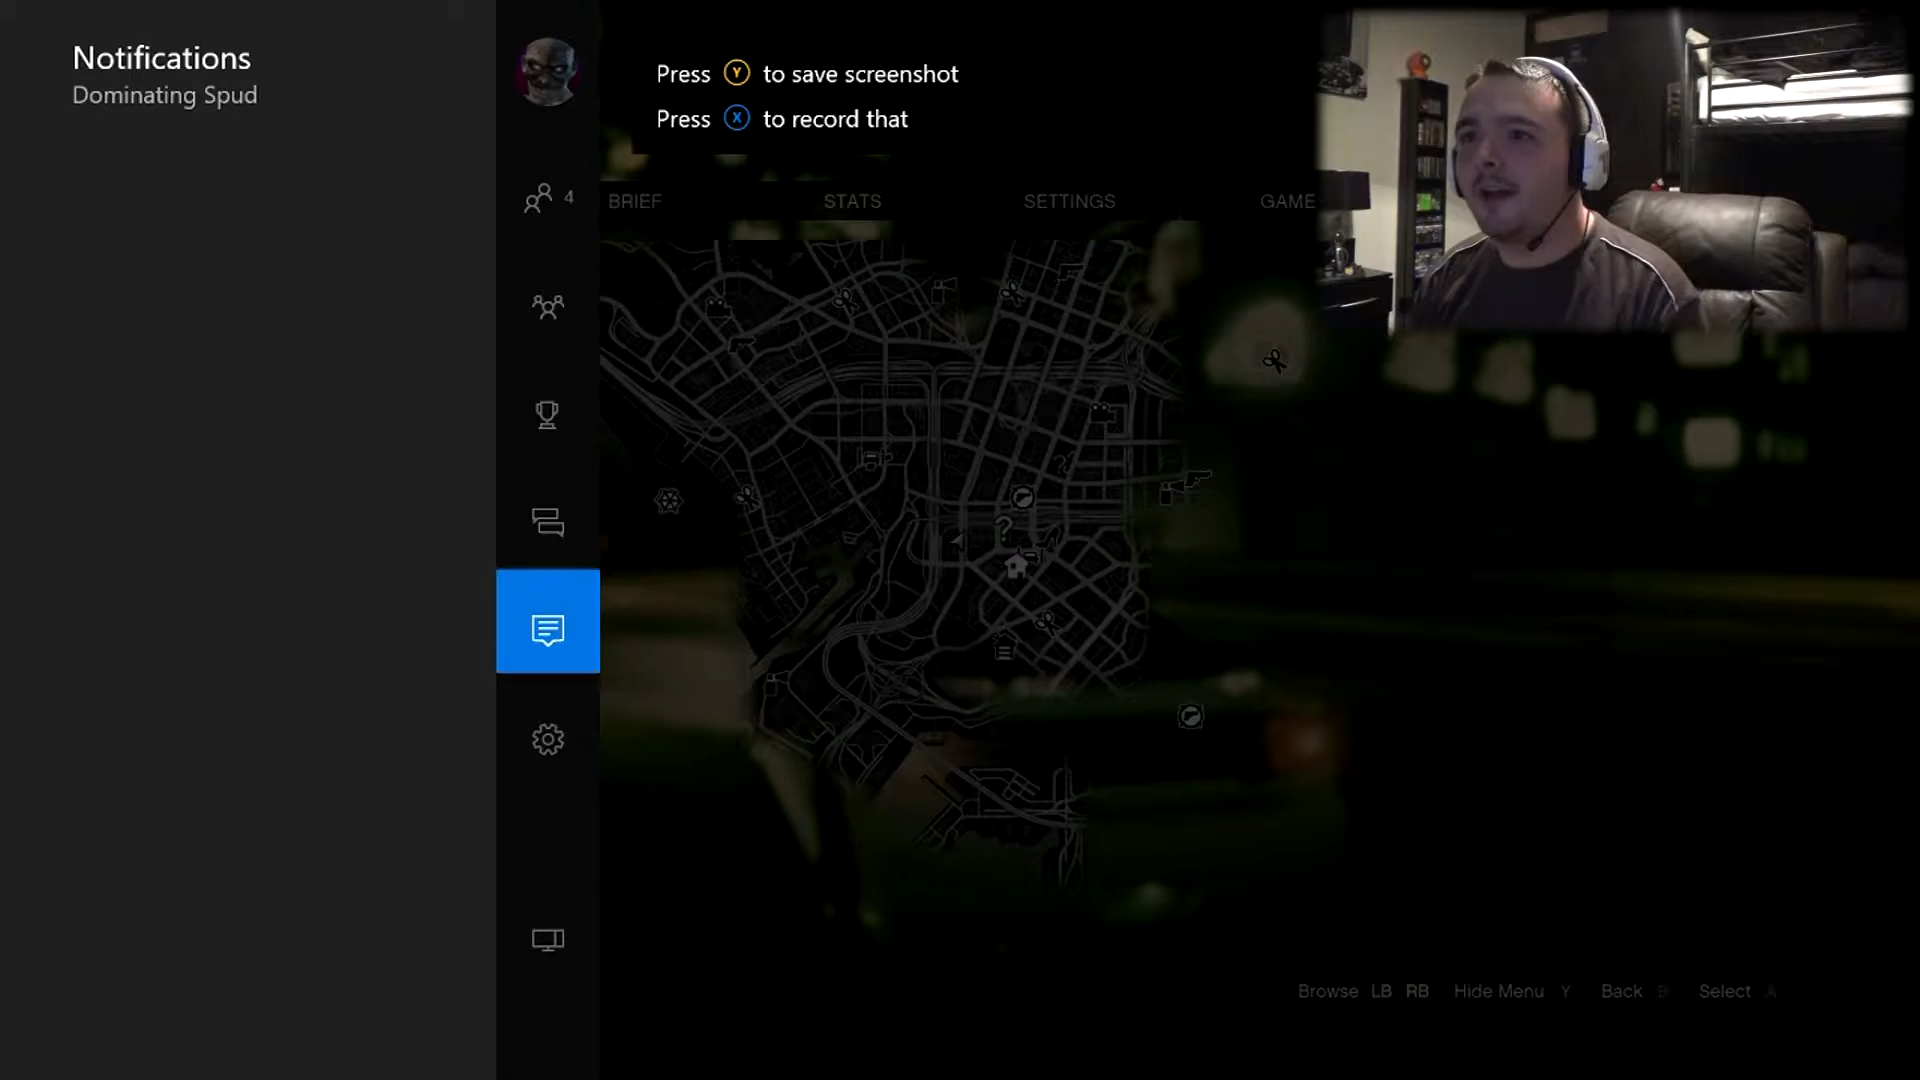 Notifications
Dominating Spud
Press Y to save screenshot
Press X to record that
4
BRIEF STATS SETTINGS GAME
Browse LB RB Hide Menu Y Back B Select A